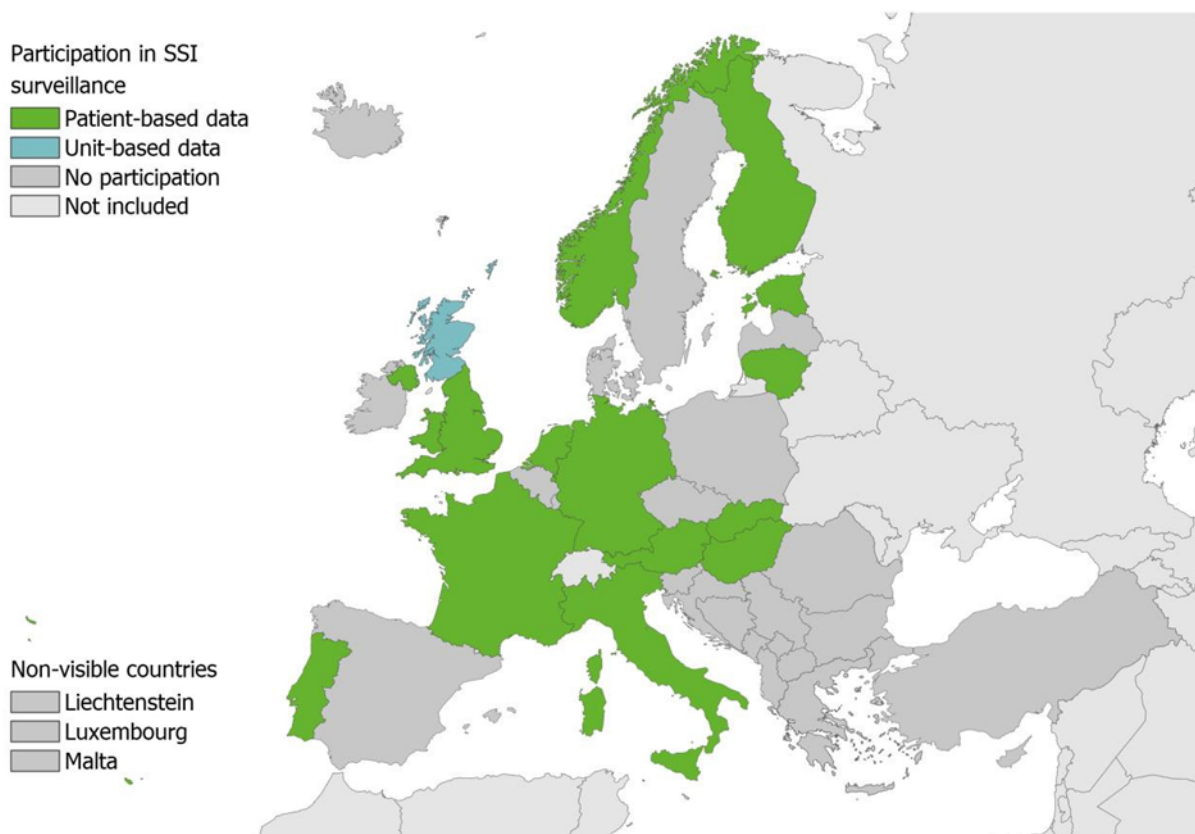 Participation in SSI
surveillance
Patient-based data
Unit-based data
No participation
Not included
Non-visible countries
Liechtenstein
Luxembourg
Malta